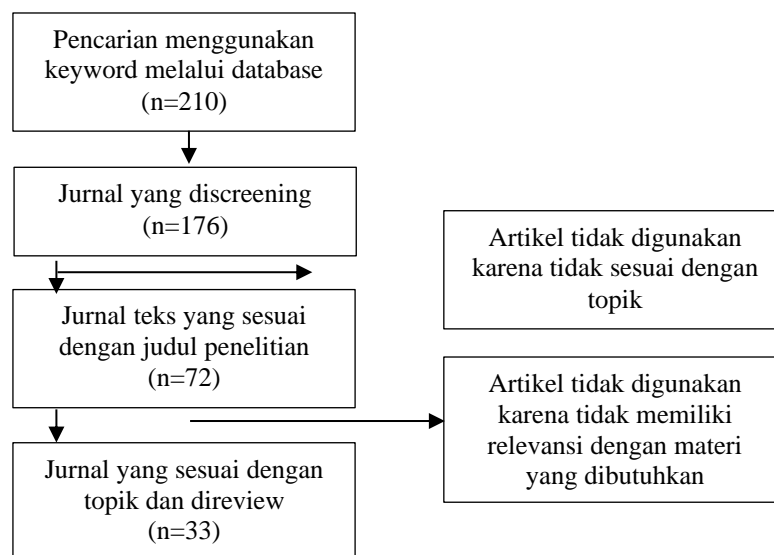 Pencarian menggunakan
keyword melalui database
(n=210)
Jurnal yang discreening
(n=176)
Artikel tidak digunakan
karena tidak sesuai dengan
topik
Jurnal teks yang sesuai
dengan judul penelitian
(n=72)
Artikel tidak digunakan
karena tidak memiliki
relevansi dengan materi
yang dibutuhkan
Jurnal yang sesuai dengan
topik dan direview
(n=33)